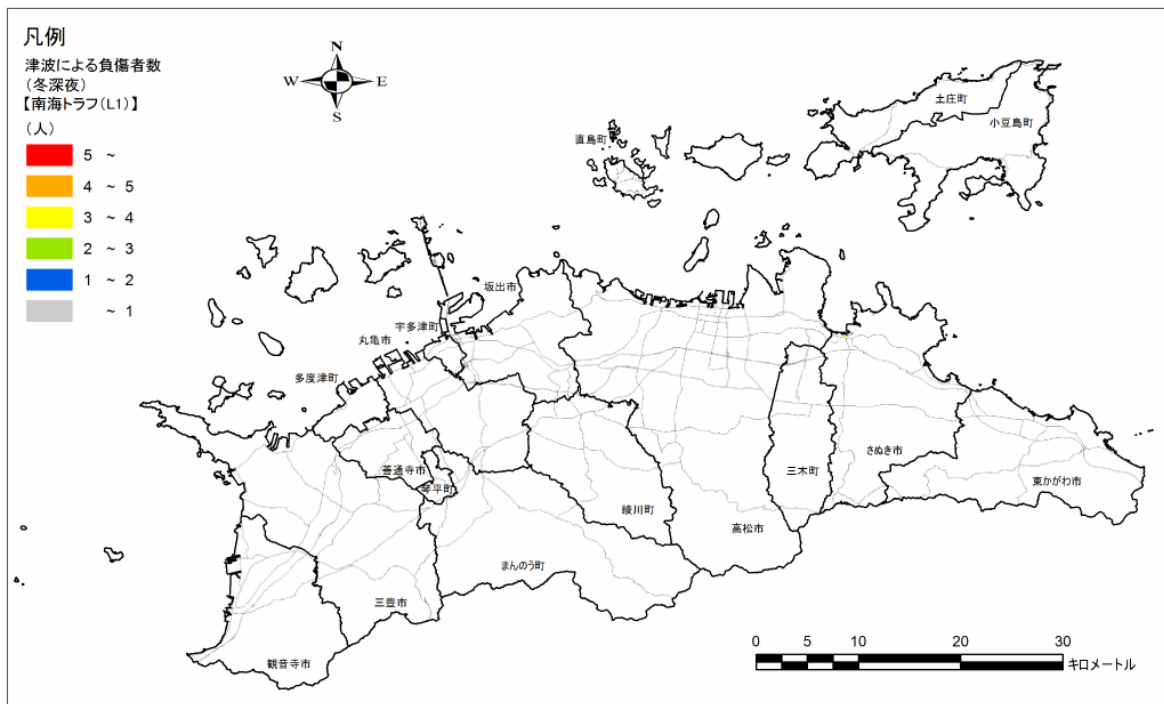 凡例
津波による負傷者数
(冬深夜)
【南海トラフ(L1)】
(人)
5 ~
4 ~ 5
3 ~ 4
2 ~ 3
1 ~ 2
~ 1
N
W E
S
土庄町
小豆島町
直島町
坂出市
宇多津町
丸亀市
多度津町
善通寺市
琴平町
さぬき市
三木町
東かがわ市
綾川町
高松市
まんのう町
三豊市
観音寺市
0 5 10 20 30
キロメートル